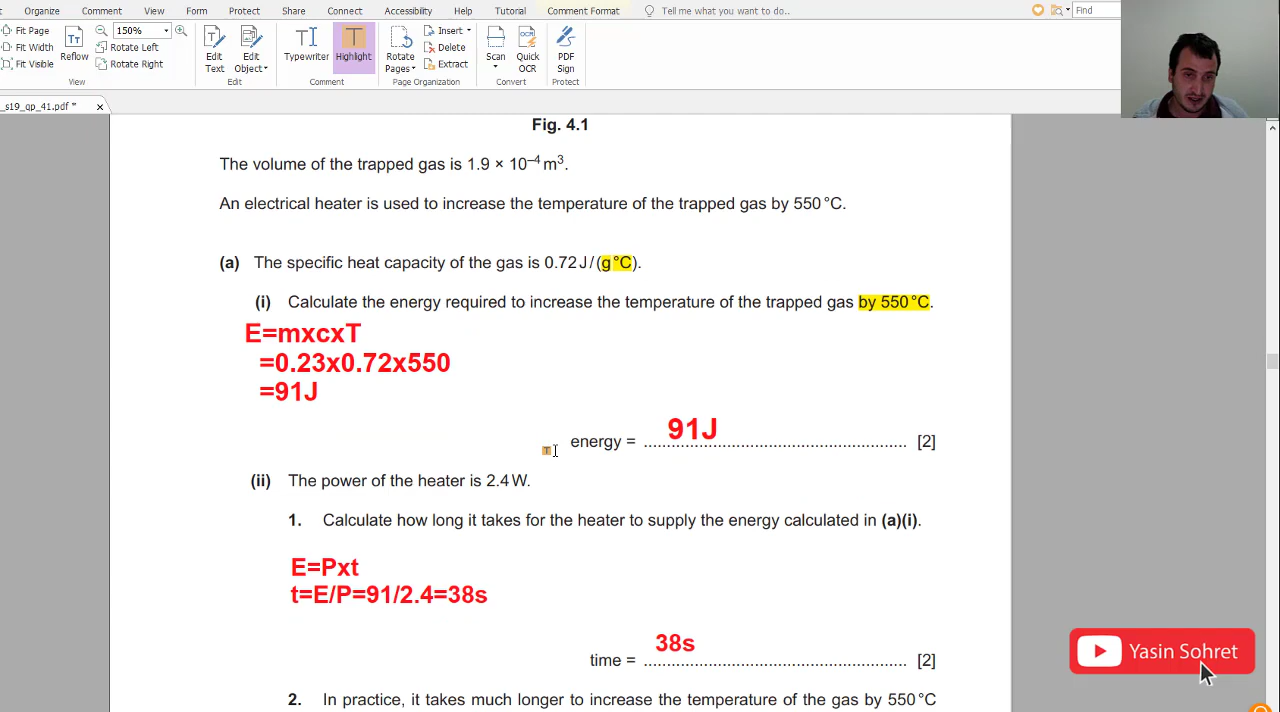 Organize Comment View Form Protect Share Connect Accessibility Help Tutorial Comment Format Tell me what you want to do..
Fit Page
Fit Width
Fit Visible
Reflow
150%
Rotate Left
Rotate Right
View
Edit Text
Edit Object
Edit
Typewriter
Highlight
Comment
Rotate Pages
Insert
Delete
Extract
Page Organization
Scan
Quick OCR
Convert
PDF Sign
Protect
Find
_s19_qp_41.pdf *
Fig. 4.1
The volume of the trapped gas is 1.9 × 10⁻⁴ m³.
An electrical heater is used to increase the temperature of the trapped gas by 550 °C.
(a) The specific heat capacity of the gas is 0.72 J / (g °C).
(i) Calculate the energy required to increase the temperature of the trapped gas by 550 °C.
E=mxcxT
=0.23x0.72x550
=91J
91J
energy = .......................................................... [2]
(ii) The power of the heater is 2.4 W.
1. Calculate how long it takes for the heater to supply the energy calculated in (a)(i).
E=Pxt
t=E/P=91/2.4=38s
38s
time = .......................................................... [2]
Yasin Sohret
2. In practice, it takes much longer to increase the temperature of the gas by 550 °C